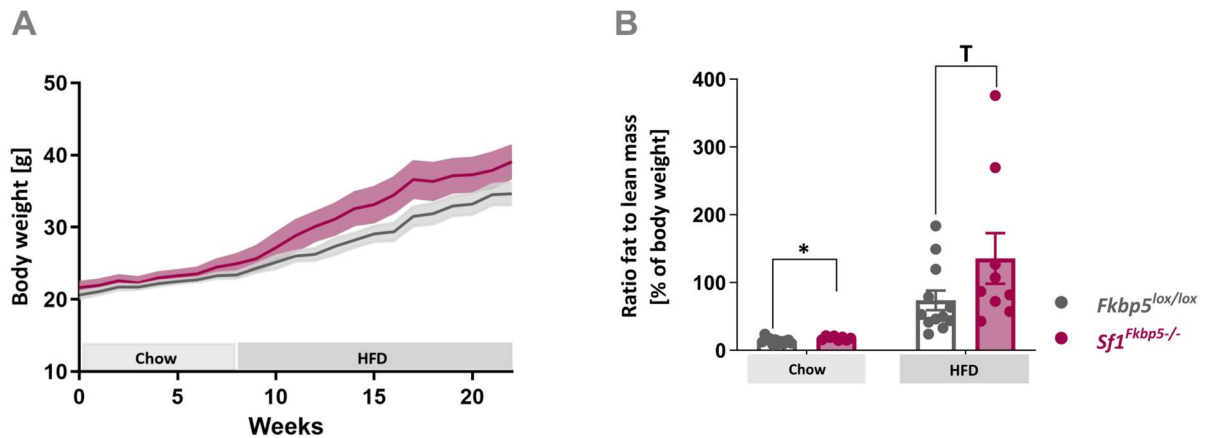 A
Body weight [g]
50
40
30
20
10
Chow
HFD
0
5
10
15
20
Weeks
B
Ratio fat to lean mass
[% of body weight]
400
300
200
100
0
*
T
Chow
HFD
Fkbp5lox/lox
Sf1Fkbp5-/-